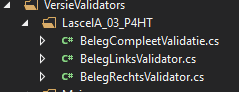 VersieValidators
LascelA_03_P4HT
C# BelegCompleetValidatie.cs
C# BelegLinksValidator.cs
C# BelegRechtsValidator.cs